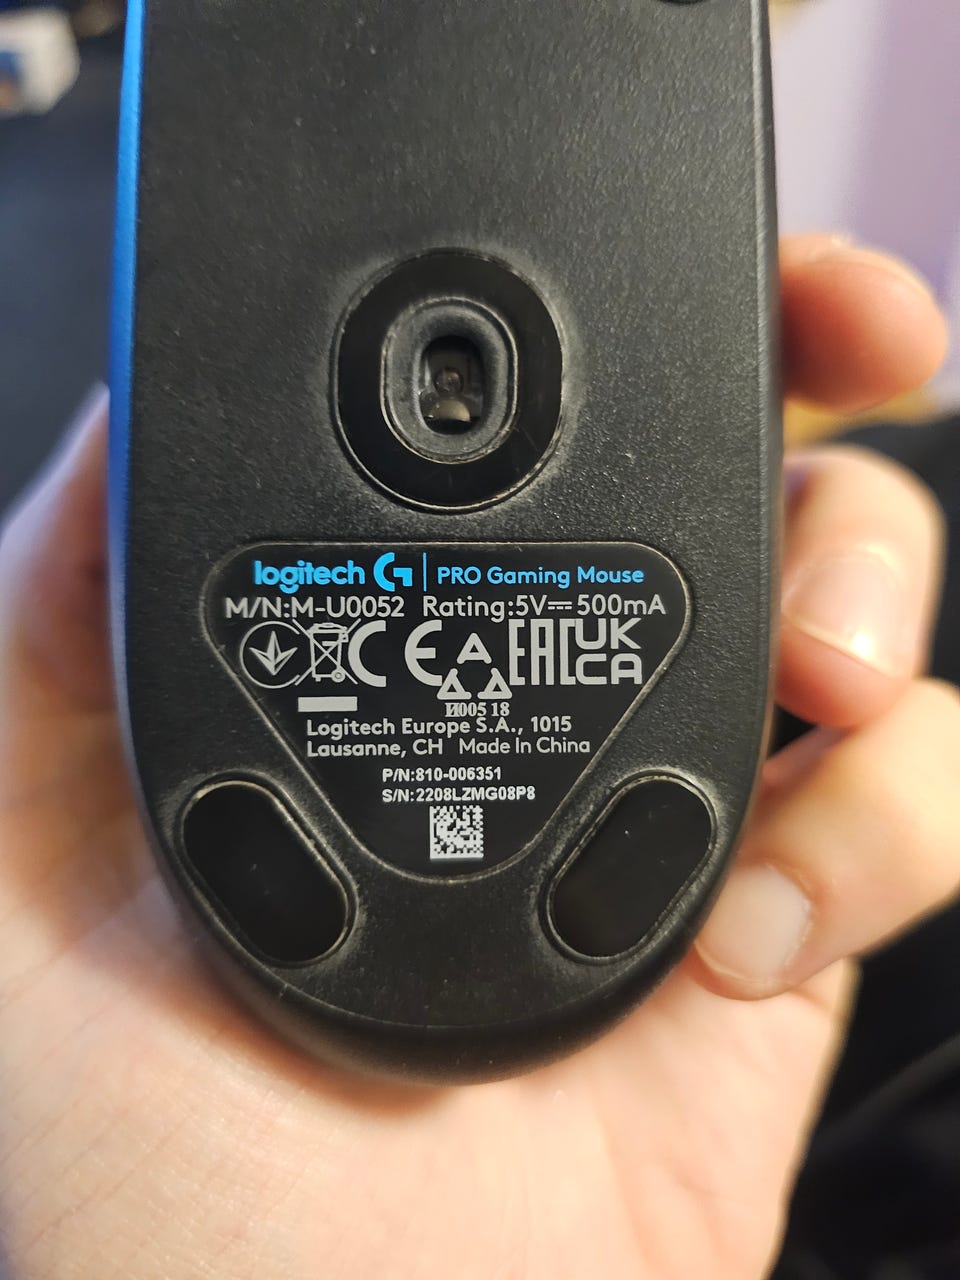 logitech G | PRO Gaming Mouse
M/N:M-U0052 Rating:5V⎓500mA
CE EAC UK
CA
A
И005 18
Logitech Europe S.A., 1015
Lausanne, CH Made In China
P/N:810-006351
S/N:2208LZMG08P8